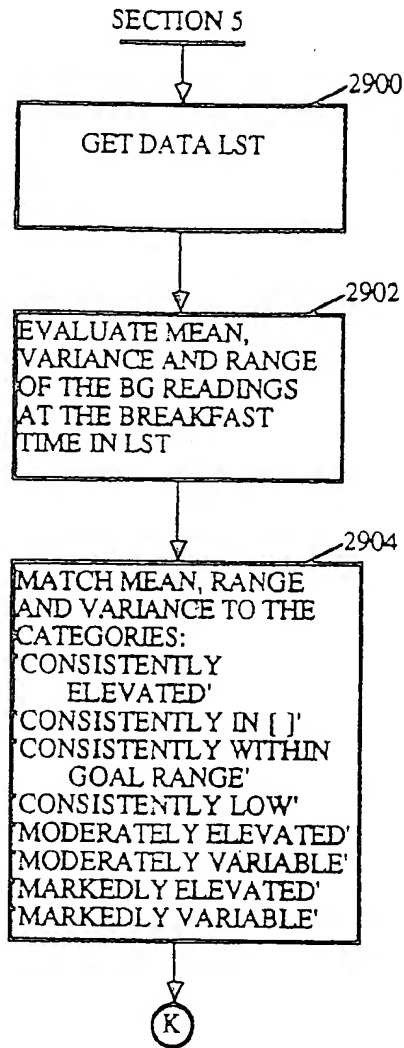 SECTION 5
2900
GET DATA LST
2902
EVALUATE MEAN,
VARIANCE AND RANGE
OF THE BG READINGS
AT THE BREAKFAST
TIME IN LST
2904
MATCH MEAN, RANGE
AND VARIANCE TO THE
CATEGORIES:
'CONSISTENTLY
ELEVATED'
'CONSISTENTLY IN [ ]'
'CONSISTENTLY WITHIN
GOAL RANGE'
'CONSISTENTLY LOW'
'MODERATELY ELEVATED'
'MODERATELY VARIABLE'
'MARKEDLY ELEVATED'
'MARKEDLY VARIABLE'
K